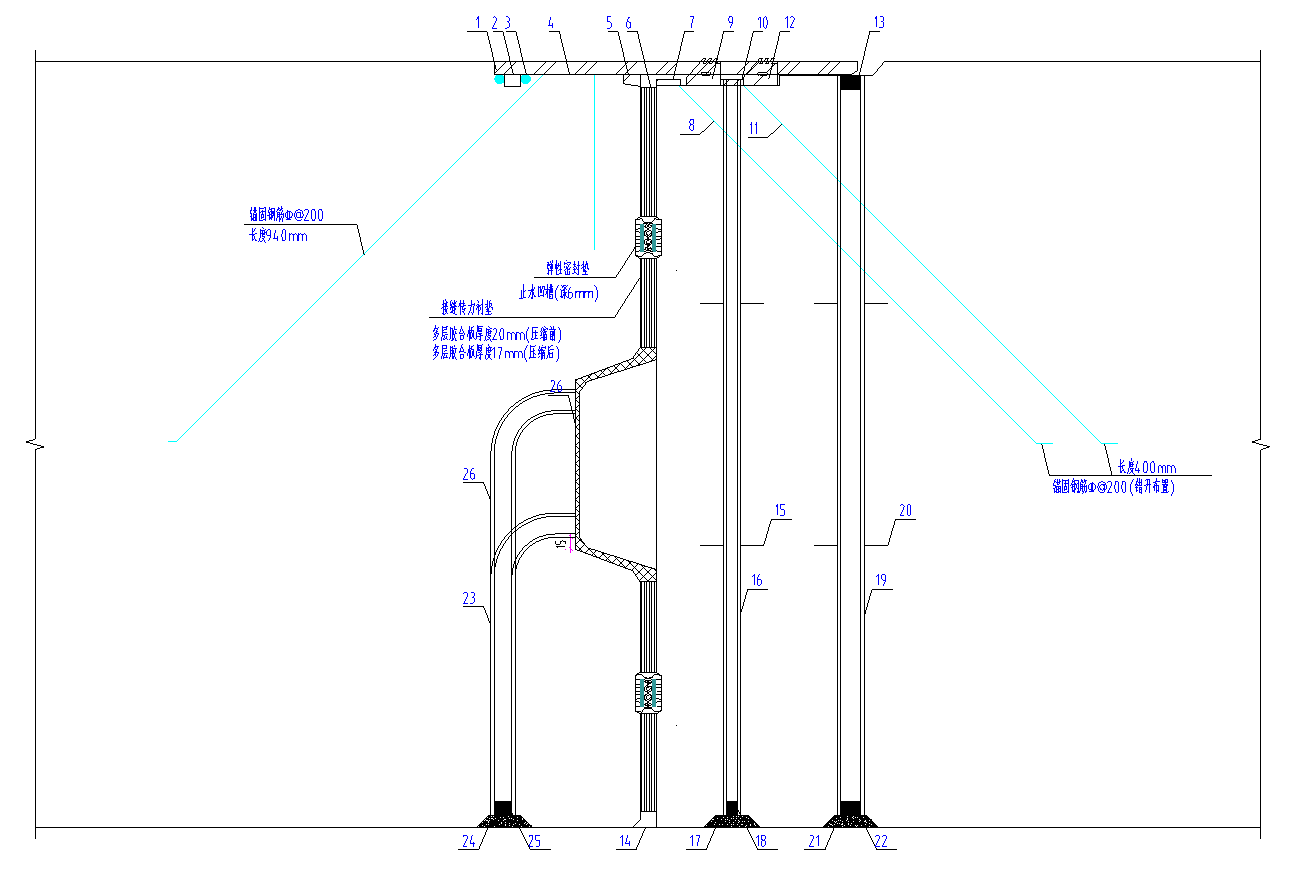 1 2 3 4 5 6 7 9 10 12 13
8 11
锚固钢筋Φ@200
长度940mm
弹性密封垫
止水凹槽(深6mm)
接缝传力衬垫
多层胶合板厚度20mm(压缩前)
多层胶合板厚度17mm(压缩后)
26
26
长度400mm
锚固钢筋Φ@200(错开布置)
15 20
15
16 19
23
24 25 14 17 18 21 22